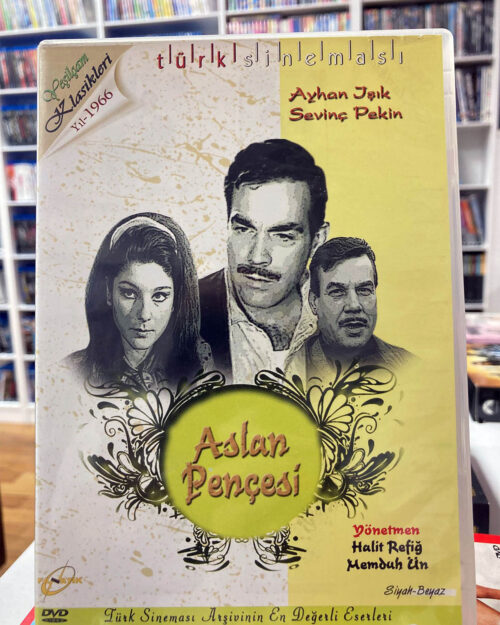 türk sineması
Yeşilçam
Klasikleri
Yıl-1966
Ayhan Işık
Sevinç Pekin
Aslan
Pençesi
Yönetmen
Halit Refiğ
Memduh Ün
Siyah-Beyaz
DVD
Türk Sineması Arşivinin En Değerli Eserleri